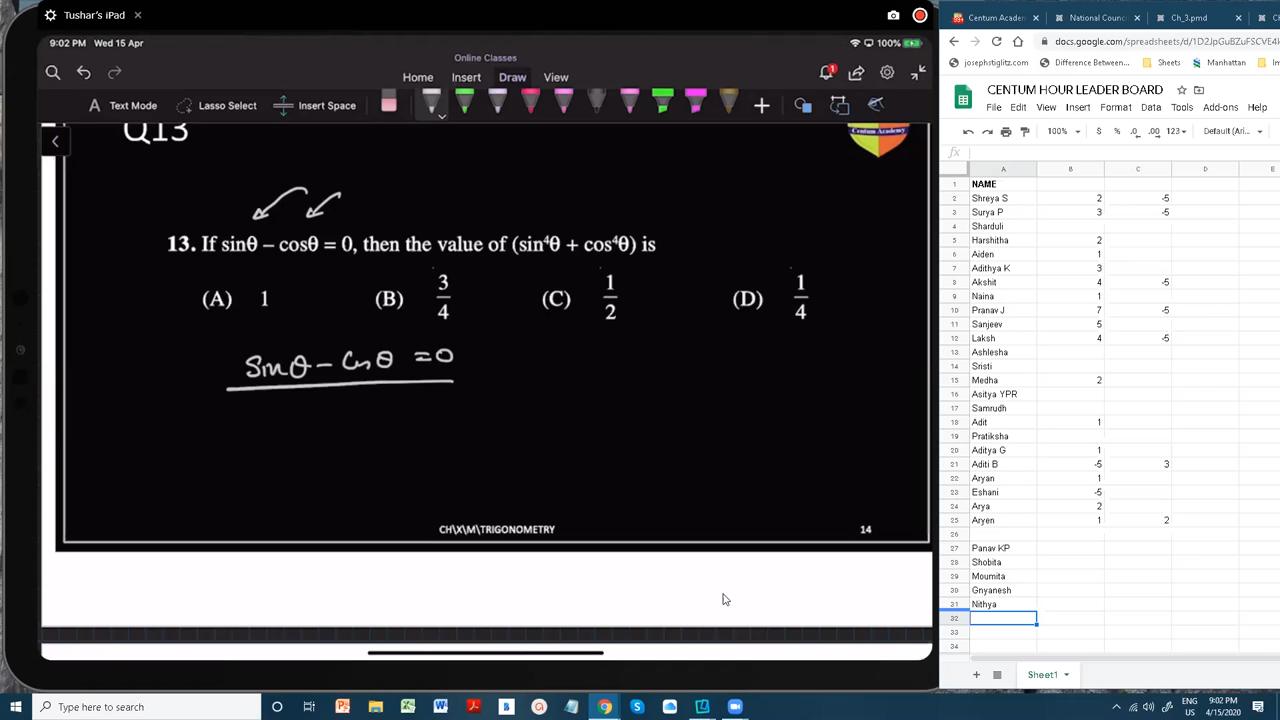 Tushar's iPad
9:02 PM Wed 15 Apr
100%
Online Classes
Home Insert Draw View
1
A Text Mode Lasso Select Insert Space
Q13
Centum Academy
13. If sinθ – cosθ = 0, then the value of (sin⁴θ + cos⁴θ) is
(A) 1 (B) 3/4 (C) 1/2 (D) 1/4
sinθ – cosθ = 0
CH\X\M\TRIGONOMETRY 14
99+ Centum Acade National Counci Ch_3.pmd
docs.google.com/spreadsheets/d/1D2JpGuBZuFSCVE4
josephstiglitz.com Difference Between... Sheets Manhattan
CENTUM HOUR LEADER BOARD
File Edit View Insert Format Data Tools Add-ons Help
100% $ % .0 .00 123 Default (Ari...
fx
A B C D E
1 NAME
2 Shreya S 2 -5
3 Surya P 3 -5
4 Sharduli
5 Harshitha 2
6 Aiden 1
7 Adithya K 3
8 Akshit 4 -5
9 Naina 1
10 Pranav J 7 -5
11 Sanjeev 5
12 Laksh 4 -5
13 Ashlesha
14 Sristi
15 Medha 2
16 Asitya YPR
17 Samrudh
18 Adit 1
19 Pratiksha
20 Aditya G 1
21 Aditi B -5 3
22 Aryan 1
23 Eshani -5
24 Arya 2
25 Aryen 1 2
26
27 Panav KP
28 Shobita
29 Moumita
30 Gnyanesh
31 Nithya
32
33
34
Sheet1
Type here to search
ENG 9:02 PM
US 4/15/2020